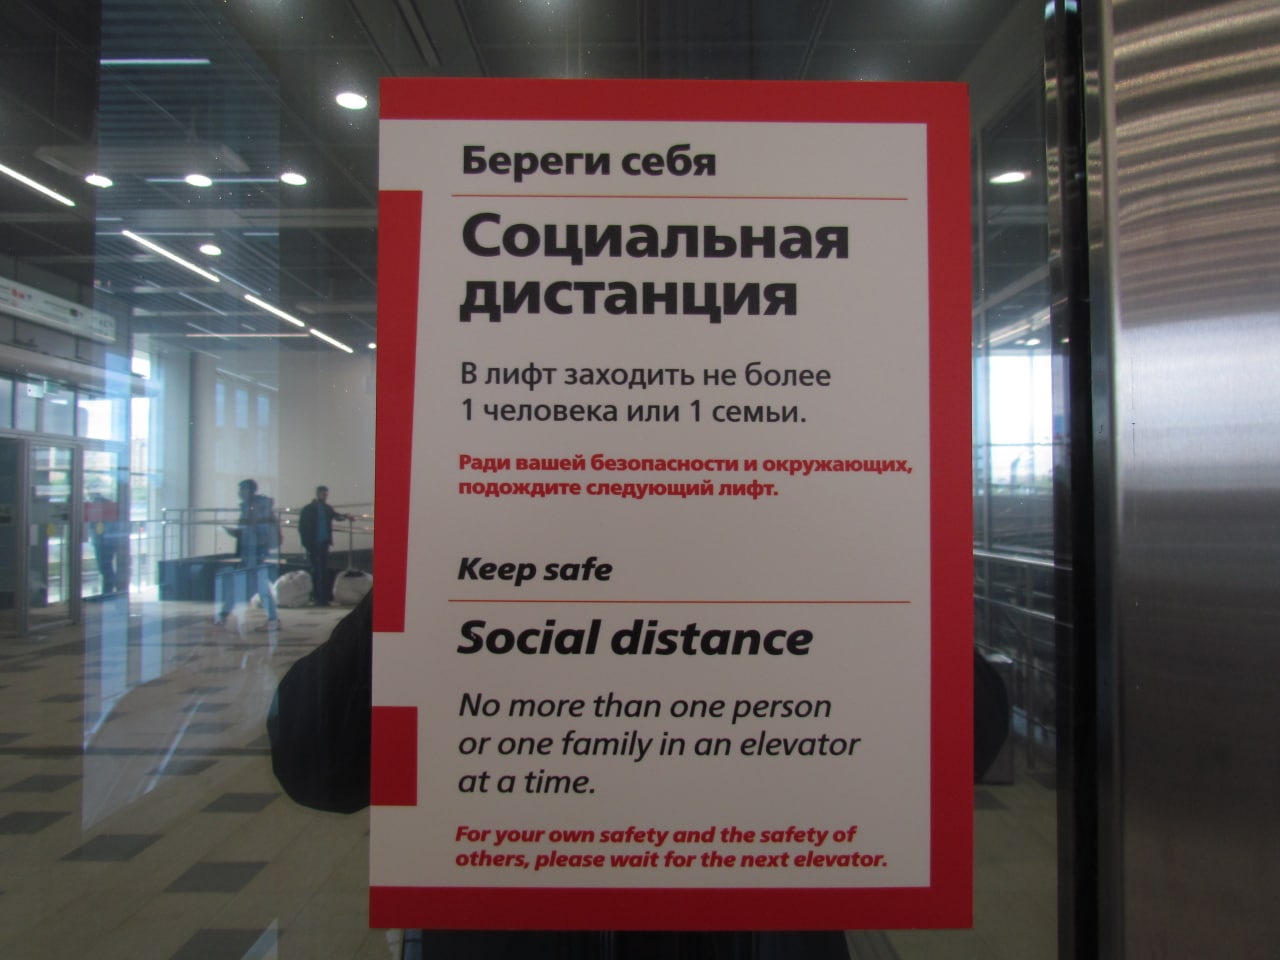 Береги себя
Социальная
дистанция
В лифт заходить не более
1 человека или 1 семьи.
Ради вашей безопасности и окружающих,
подождите следующий лифт.
Keep safe
Social distance
No more than one person
or one family in an elevator
at a time.
For your own safety and the safety of
others, please wait for the next elevator.